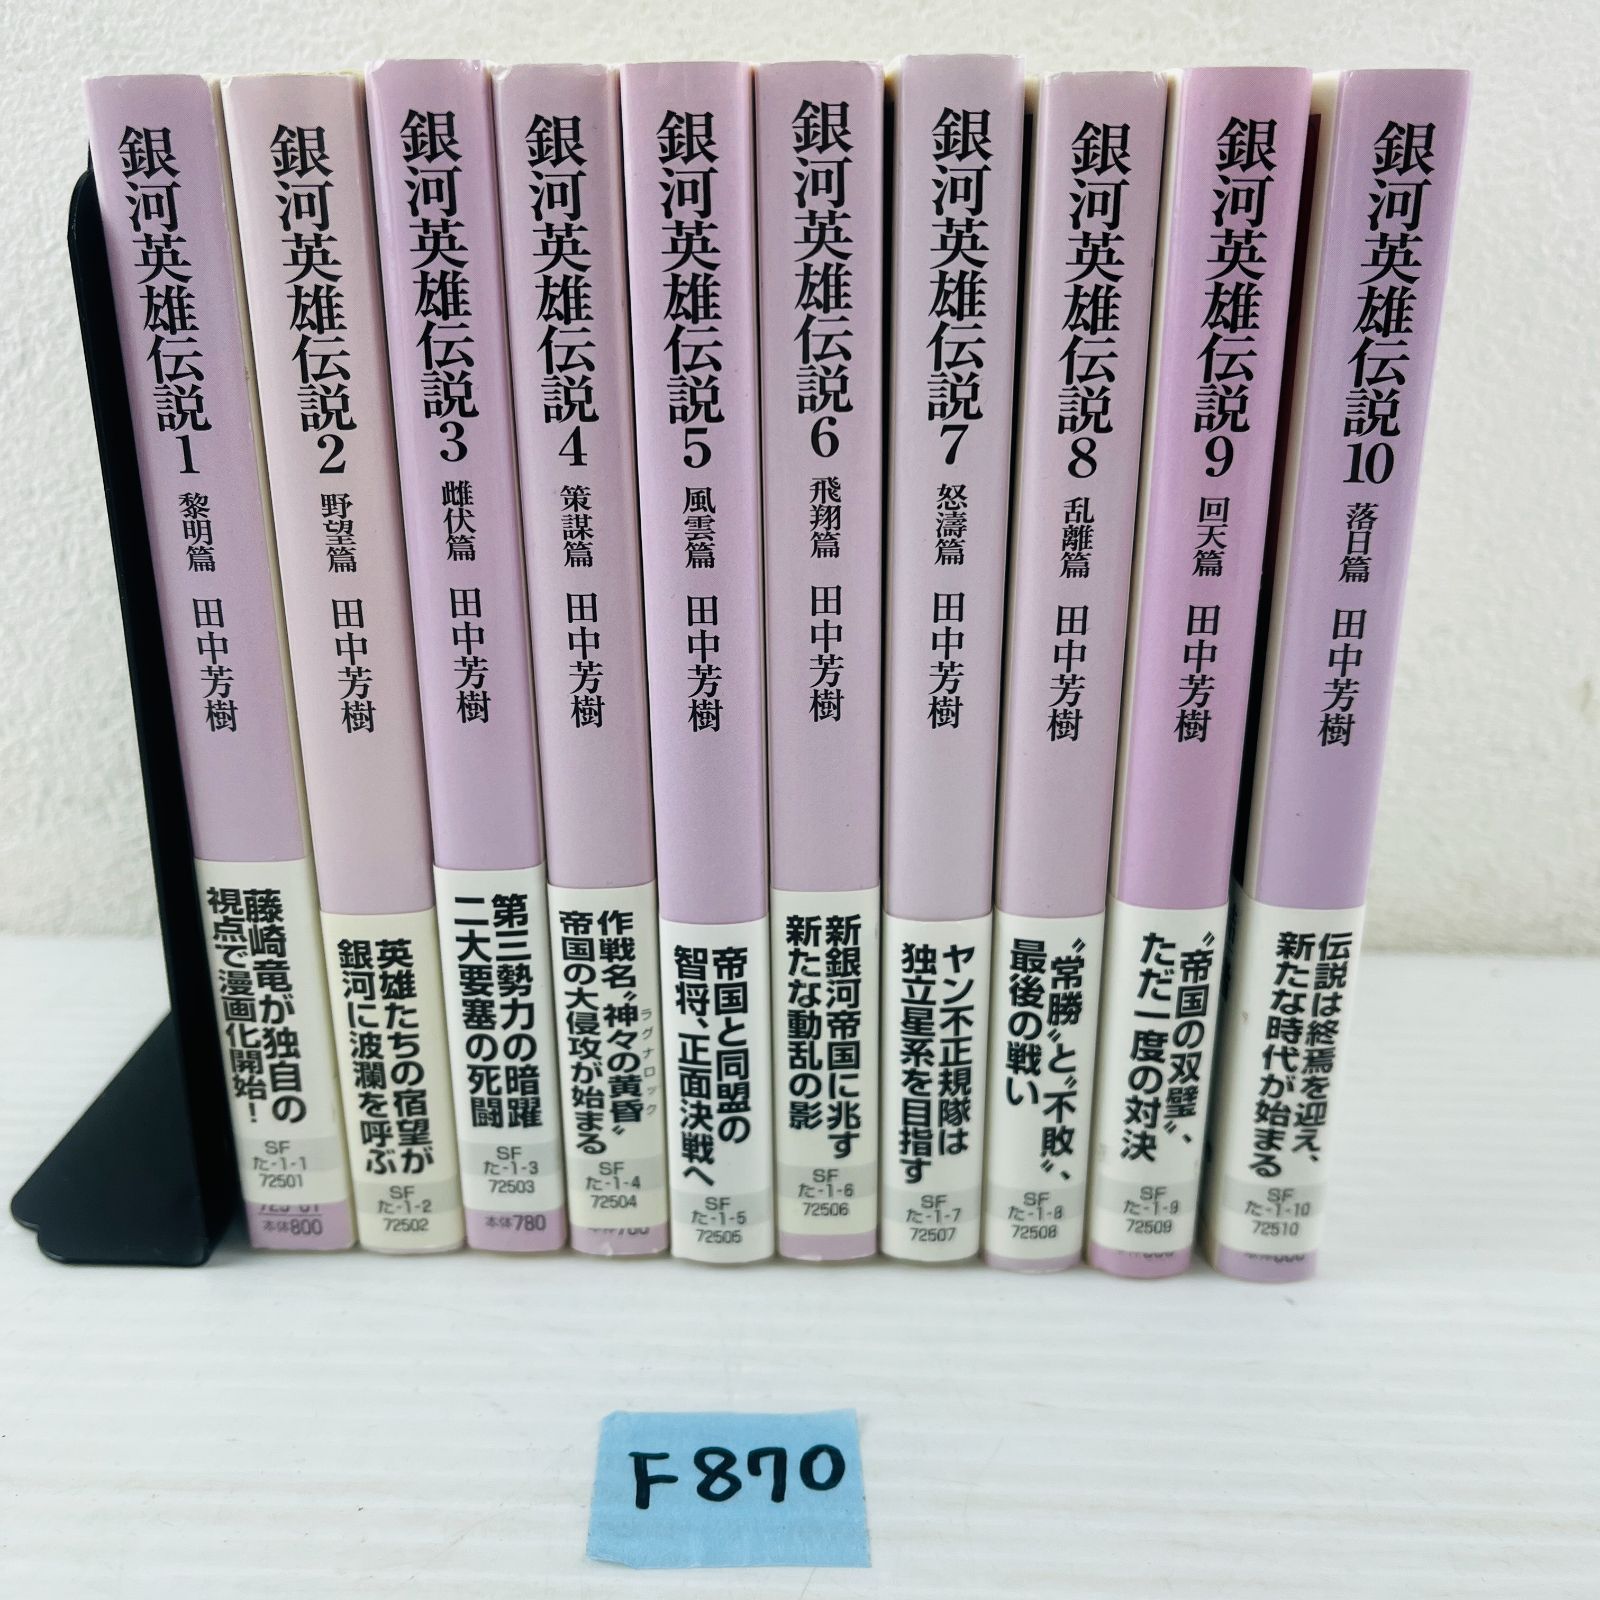 銀河英雄伝説1 黎明篇 田中芳樹
藤崎竜が独自の
視点で漫画化開始！
SF
た-1-1
72501
本体800
銀河英雄伝説2 野望篇 田中芳樹
英雄たちの宿望が
銀河に波瀾を呼ぶ
SF
た-1-2
72502
銀河英雄伝説3 雌伏篇 田中芳樹
第三勢力の暗躍
二大要塞の死闘
SF
た-1-3
72503
本体780
銀河英雄伝説4 策謀篇 田中芳樹
作戦名〝神々の黄昏〟
ラグナロック
帝国の大侵攻が始まる
SF
た-1-4
72504
銀河英雄伝説5 風雲篇 田中芳樹
帝国と同盟の
智将、正面決戦へ
SF
た-1-5
72505
銀河英雄伝説6 飛翔篇 田中芳樹
新銀河帝国に兆す
新たな動乱の影
SF
た-1-6
72506
銀河英雄伝説7 怒濤篇 田中芳樹
ヤン不正規隊は
独立星系を目指す
SF
た-1-7
72507
銀河英雄伝説8 乱離篇 田中芳樹
〝常勝〟と〝不敗〟、
最後の戦い
SF
た-1-8
72508
銀河英雄伝説9 回天篇 田中芳樹
〝帝国の双璧〟、
ただ一度の対決
SF
た-1-9
72509
銀河英雄伝説10 落日篇 田中芳樹
伝説は終焉を迎え、
新たな時代が始まる
SF
た-1-10
72510
F870